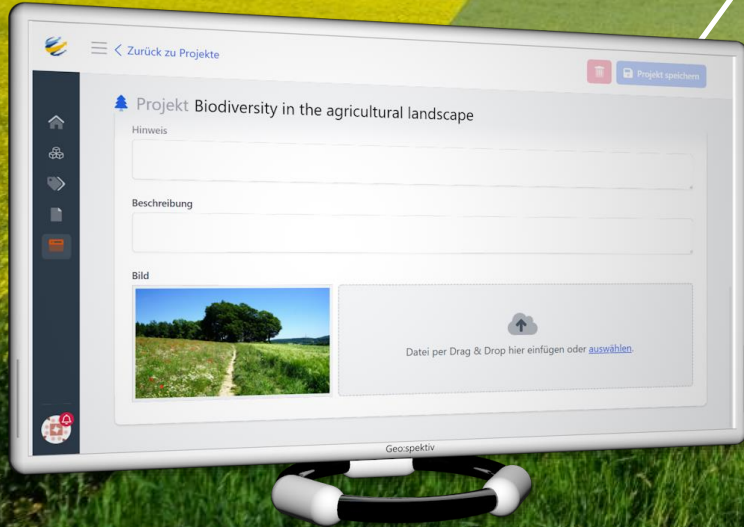 Zurück zu Projekte
Projekt speichern
Projekt Biodiversity in the agricultural landscape
Hinweis
Beschreibung
Bild
Datei per Drag & Drop hier einfügen oder auswählen.
Geo:spektiv